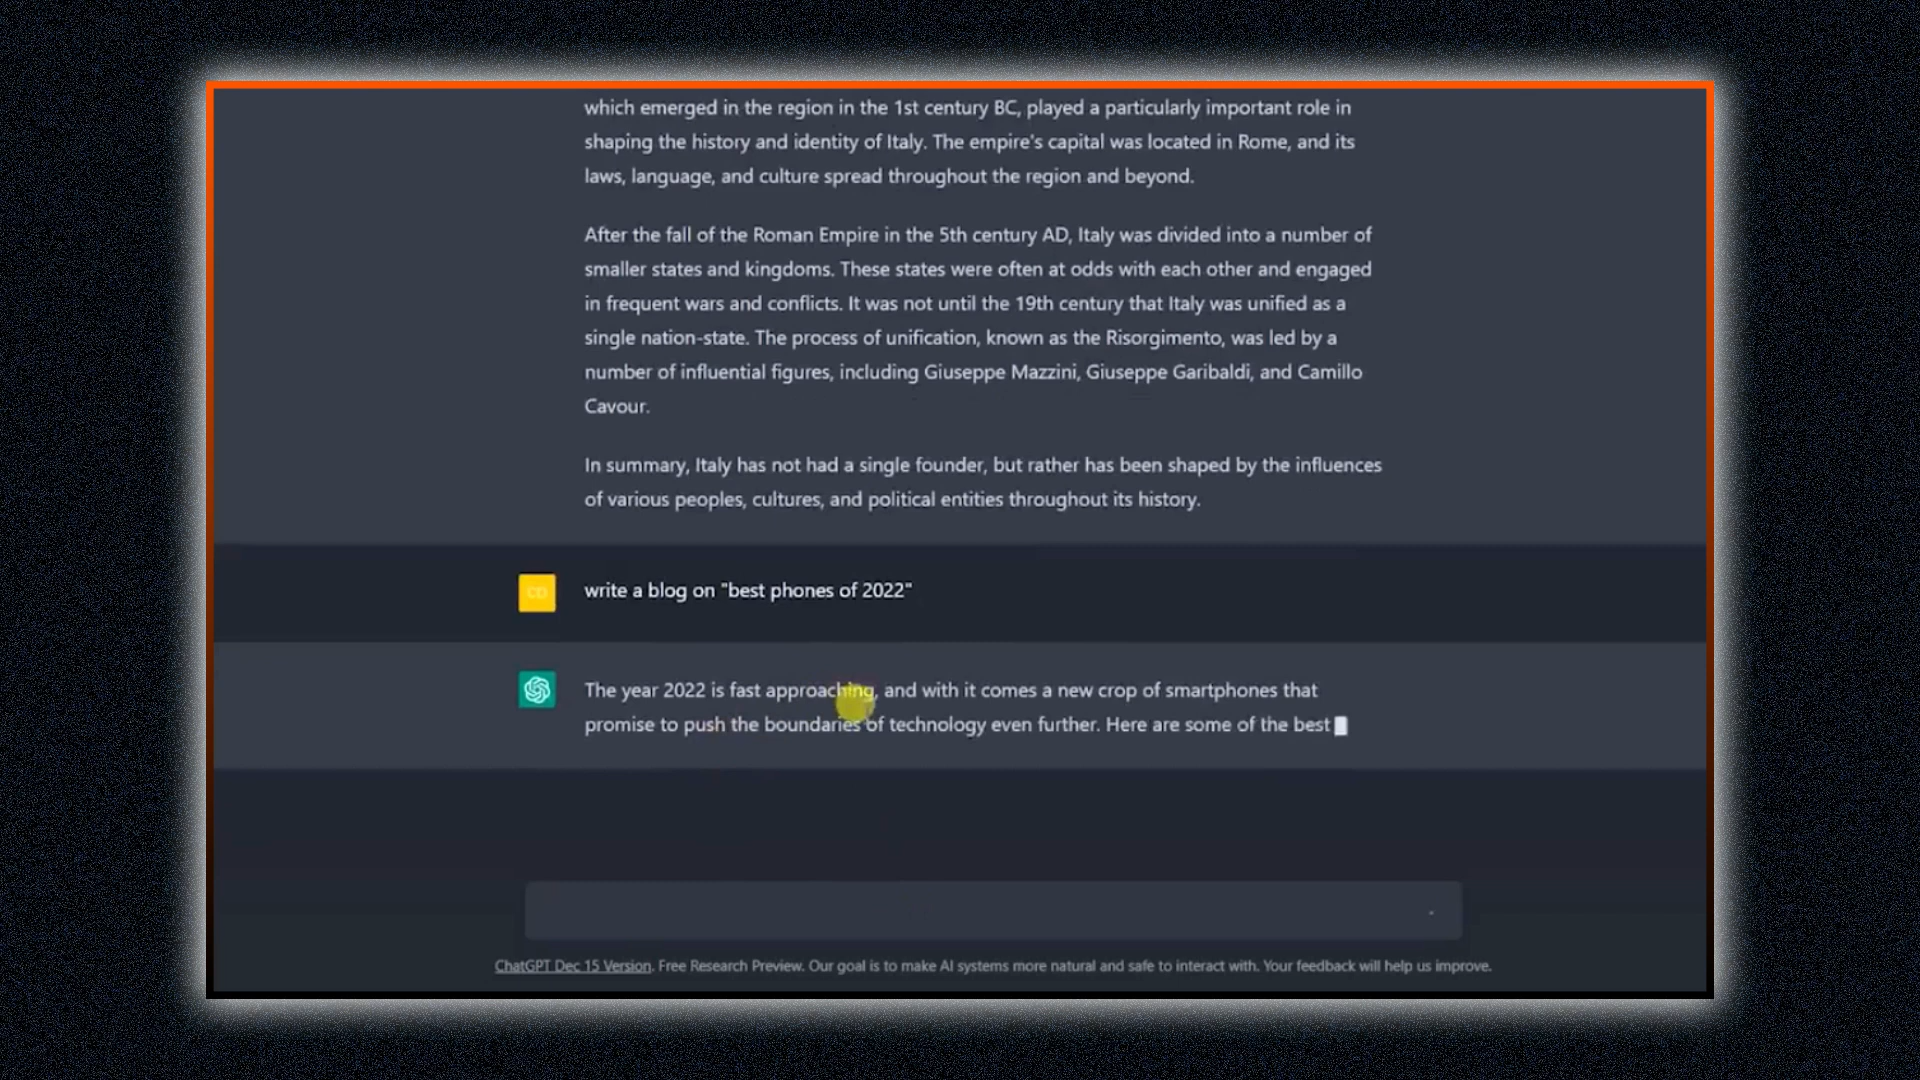 which emerged in the region in the 1st century BC, played a particularly important role in
shaping the history and identity of Italy. The empire's capital was located in Rome, and its
laws, language, and culture spread throughout the region and beyond.
After the fall of the Roman Empire in the 5th century AD, Italy was divided into a number of
smaller states and kingdoms. These states were often at odds with each other and engaged
in frequent wars and conflicts. It was not until the 19th century that Italy was unified as a
single nation-state. The process of unification, known as the Risorgimento, was led by a
number of influential figures, including Giuseppe Mazzini, Giuseppe Garibaldi, and Camillo
Cavour.
In summary, Italy has not had a single founder, but rather has been shaped by the influences
of various peoples, cultures, and political entities throughout its history.
write a blog on "best phones of 2022"
The year 2022 is fast approaching, and with it comes a new crop of smartphones that
promise to push the boundaries of technology even further. Here are some of the best
ChatGPT Dec 15 Version. Free Research Preview. Our goal is to make AI systems more natural and safe to interact with. Your feedback will help us improve.